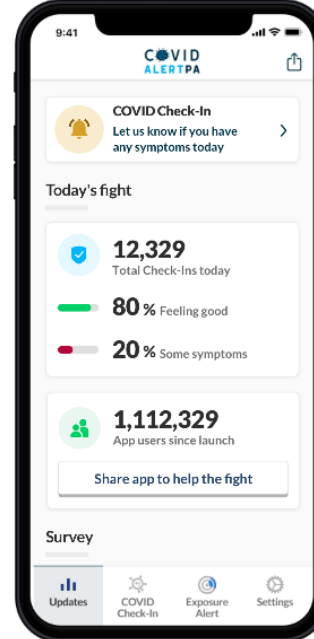 9:41
COVID
ALERTPA
COVID Check-In
Let us know if you have
any symptoms today
Today's fight
12,329
Total Check-Ins today
80 % Feeling good
20 % Some symptoms
1,112,329
App users since launch
Share app to help the fight
Survey
Updates
COVID
Check-In
Exposure
Alert
Settings